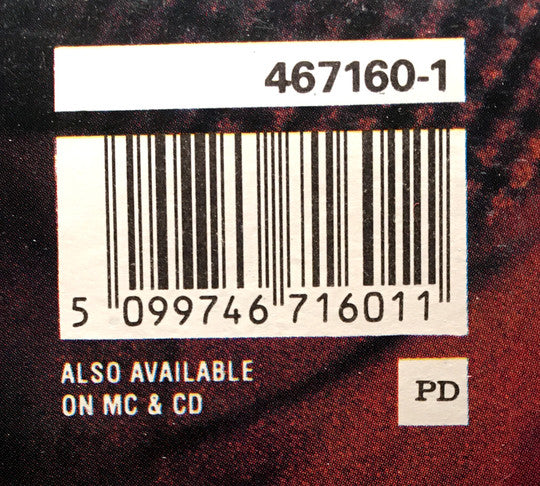 467160-1
5 099746 716011
ALSO AVAILABLE
ON MC & CD
PD